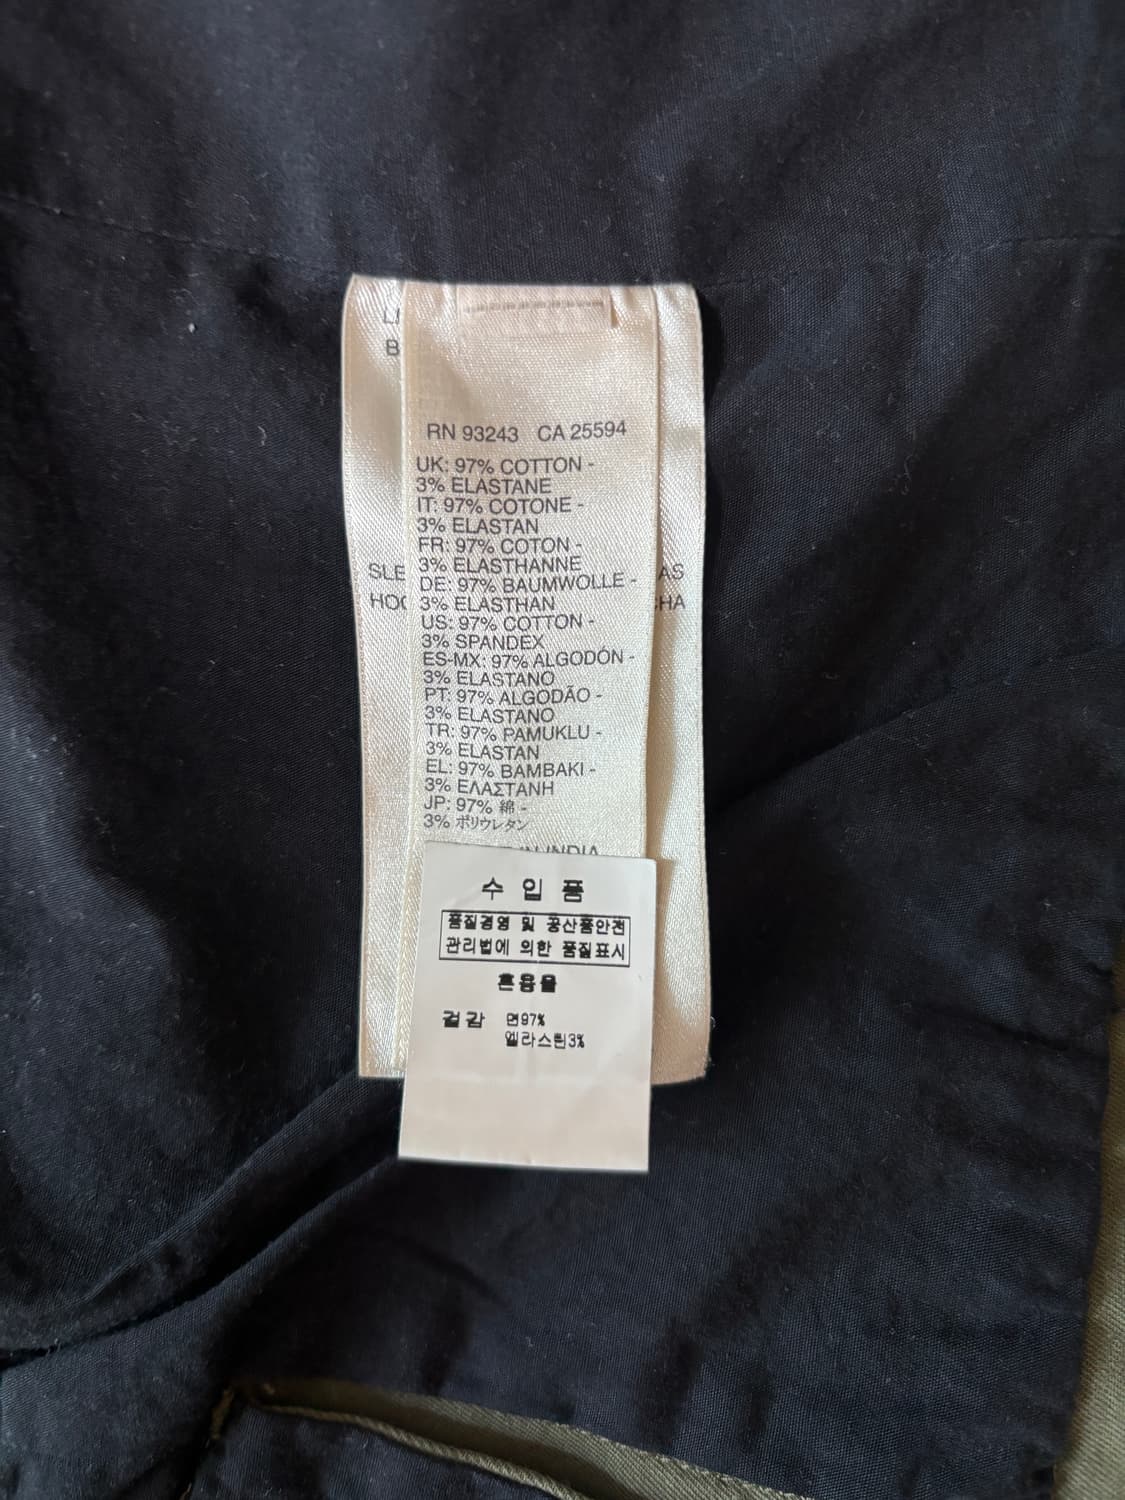 RN 93243 CA 25594
UK: 97% COTTON -
3% ELASTANE
IT: 97% COTONE -
3% ELASTAN
FR: 97% COTON -
3% ELASTHANNE
DE: 97% BAUMWOLLE -
3% ELASTHAN
US: 97% COTTON -
3% SPANDEX
ES-MX: 97% ALGODÓN -
3% ELASTANO
PT: 97% ALGODÃO -
3% ELASTANO
TR: 97% PAMUKLU -
3% ELASTAN
EL: 97% BAMBAKI -
3% ΕΛΑΣΤΑΝΗ
JP: 97% 綿 -
3% ポリウレタン
IN INDIA
수입품
품질경영 및 공산품안전
관리법에 의한 품질표시
혼용율
겉감 면97%
엘라스틴3%